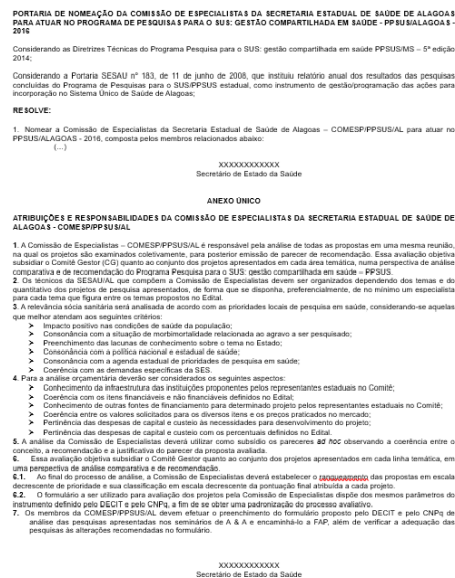 PORTARIA DE NOMEAÇÃO DA COMISSÃO DE ESPECIALISTAS DA SECRETARIA ESTADUAL DE SAÚDE DE ALAGOAS
PARA ATUAR NO PROGRAMA DE PESQUISAS PARA O SUS: GESTÃO COMPARTILHADA EM SAÚDE - PPSUS/ALAGOAS -
2016
Considerando as Diretrizes Técnicas do Programa Pesquisa para o SUS: gestão compartilhada em saúde PPSUS/MS – 5ª edição
2014;
Considerando a Portaria SESAU nº 183, de 11 de junho de 2008, que instituiu relatório anual dos resultados das pesquisas
concluídas do Programa de Pesquisas para o SUS/PPSUS estadual, como instrumento de gestão/programação das ações para
incorporação no Sistema Único de Saúde de Alagoas;
RESOLVE:
1. Nomear a Comissão de Especialistas da Secretaria Estadual de Saúde de Alagoas – COMESP/PPSUS/AL para atuar no
PPSUS/ALAGOAS - 2016, composta pelos membros relacionados abaixo:
(...)
XXXXXXXXXXXX
Secretário de Estado da Saúde
ANEXO ÚNICO
ATRIBUIÇÕES E RESPONSABILIDADES DA COMISSÃO DE ESPECIALISTAS DA SECRETARIA ESTADUAL DE SAÚDE DE
ALAGOAS - COMESP/PPSUS/AL
1. A Comissão de Especialistas – COMESP/PPSUS/AL é responsável pela análise de todas as propostas em uma mesma reunião,
na qual os projetos são examinados coletivamente, para posterior emissão de parecer de recomendação. Essa avaliação objetiva
subsidiar o Comitê Gestor (CG) quanto ao conjunto dos projetos apresentados em cada área temática, numa perspectiva de análise
comparativa e de recomendação do Programa Pesquisa para o SUS: gestão compartilhada em saúde – PPSUS.
2. Os técnicos da SESAU/AL que compõem a Comissão de Especialistas devem ser organizados dependendo dos temas e do
quantitativo dos projetos de pesquisa apresentados, de forma que se disponha, preferencialmente, de no mínimo um especialista
para cada tema que figura entre os temas propostos no Edital.
3. A relevância sócio sanitária será analisada de acordo com as prioridades locais de pesquisa em saúde, considerando-se aquelas
que melhor atendam aos seguintes critérios:
➢ Impacto positivo nas condições de saúde da população;
➢ Consonância com a situação de morbimortalidade relacionada ao agravo a ser pesquisado;
➢ Preenchimento das lacunas de conhecimento sobre o tema no Estado;
➢ Consonância com a política nacional e estadual de saúde;
➢ Consonância com a agenda estadual de prioridades de pesquisa em saúde;
➢ Coerência com as demandas específicas da SES.
4. Para a análise orçamentária deverão ser considerados os seguintes aspectos:
➢ Conhecimento da infraestrutura das instituições proponentes pelos representantes estaduais no Comitê;
➢ Coerência com os itens financiáveis e não financiáveis definidos no Edital;
➢ Conhecimento de outras fontes de financiamento para determinado projeto pelos representantes estaduais no Comitê;
➢ Coerência entre os valores solicitados para os diversos itens e os preços praticados no mercado;
➢ Pertinência das despesas de capital e custeio às necessidades para desenvolvimento do projeto;
➢ Pertinência das despesas de capital e custeio com os percentuais definidos no Edital.
5. A análise da Comissão de Especialistas deverá utilizar como subsídio os pareceres ad hoc observando a coerência entre o
conceito, a recomendação e a justificativa do parecer da proposta avaliada.
6. Essa avaliação objetiva subsidiar o Comitê Gestor quanto ao conjunto dos projetos apresentados em cada linha temática, em
uma perspectiva de análise comparativa e de recomendação.
6.1. Ao final do processo de análise, a Comissão de Especialistas deverá estabelecer o ranqueamento das propostas em escala
decrescente de prioridade e sua classificação em escala decrescente da pontuação final atribuída a cada projeto.
6.2. O formulário a ser utilizado para avaliação dos projetos pela Comissão de Especialistas dispõe dos mesmos parâmetros do
instrumento definido pelo DECIT e pelo CNPq, a fim de se obter uma padronização do processo avaliativo.
7. Os membros da COMESP/PPSUS/AL devem efetuar o preenchimento do formulário proposto pelo DECIT e pelo CNPq de
análise das pesquisas apresentadas nos seminários de A & A e encaminhá-lo a FAP, além de verificar a adequação das
pesquisas às alterações recomendadas no formulário.
XXXXXXXXXXXX
Secretário de Estado da Saúde